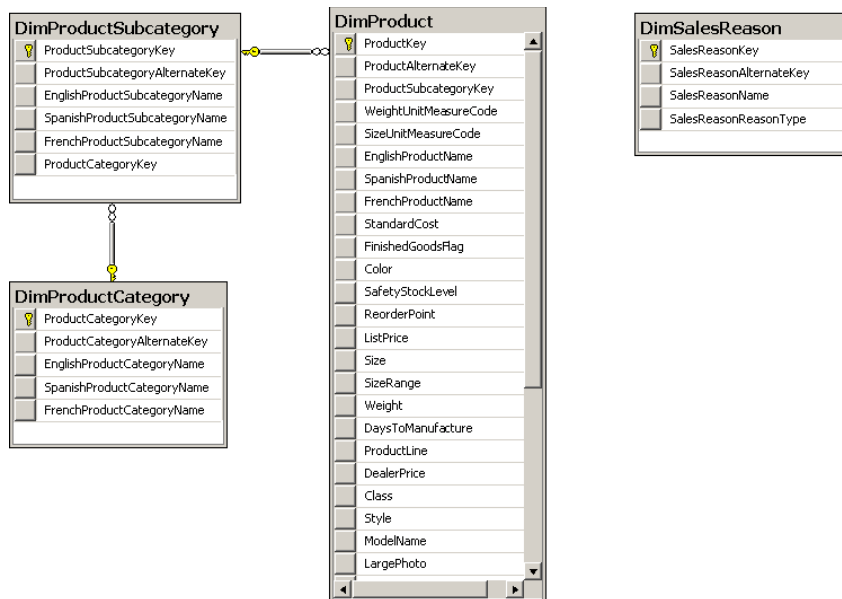 DimProductSubcategory
ProductSubcategoryKey
ProductSubcategoryAlternateKey
EnglishProductSubcategoryName
SpanishProductSubcategoryName
FrenchProductSubcategoryName
ProductCategoryKey
DimProductCategory
ProductCategoryKey
ProductCategoryAlternateKey
EnglishProductCategoryName
SpanishProductCategoryName
FrenchProductCategoryName
DimProduct
ProductKey
ProductAlternateKey
ProductSubcategoryKey
WeightUnitMeasureCode
SizeUnitMeasureCode
EnglishProductName
SpanishProductName
FrenchProductName
StandardCost
FinishedGoodsFlag
Color
SafetyStockLevel
ReorderPoint
ListPrice
Size
SizeRange
Weight
DaysToManufacture
ProductLine
DealerPrice
Class
Style
ModelName
LargePhoto
DimSalesReason
SalesReasonKey
SalesReasonAlternateKey
SalesReasonName
SalesReasonReasonType